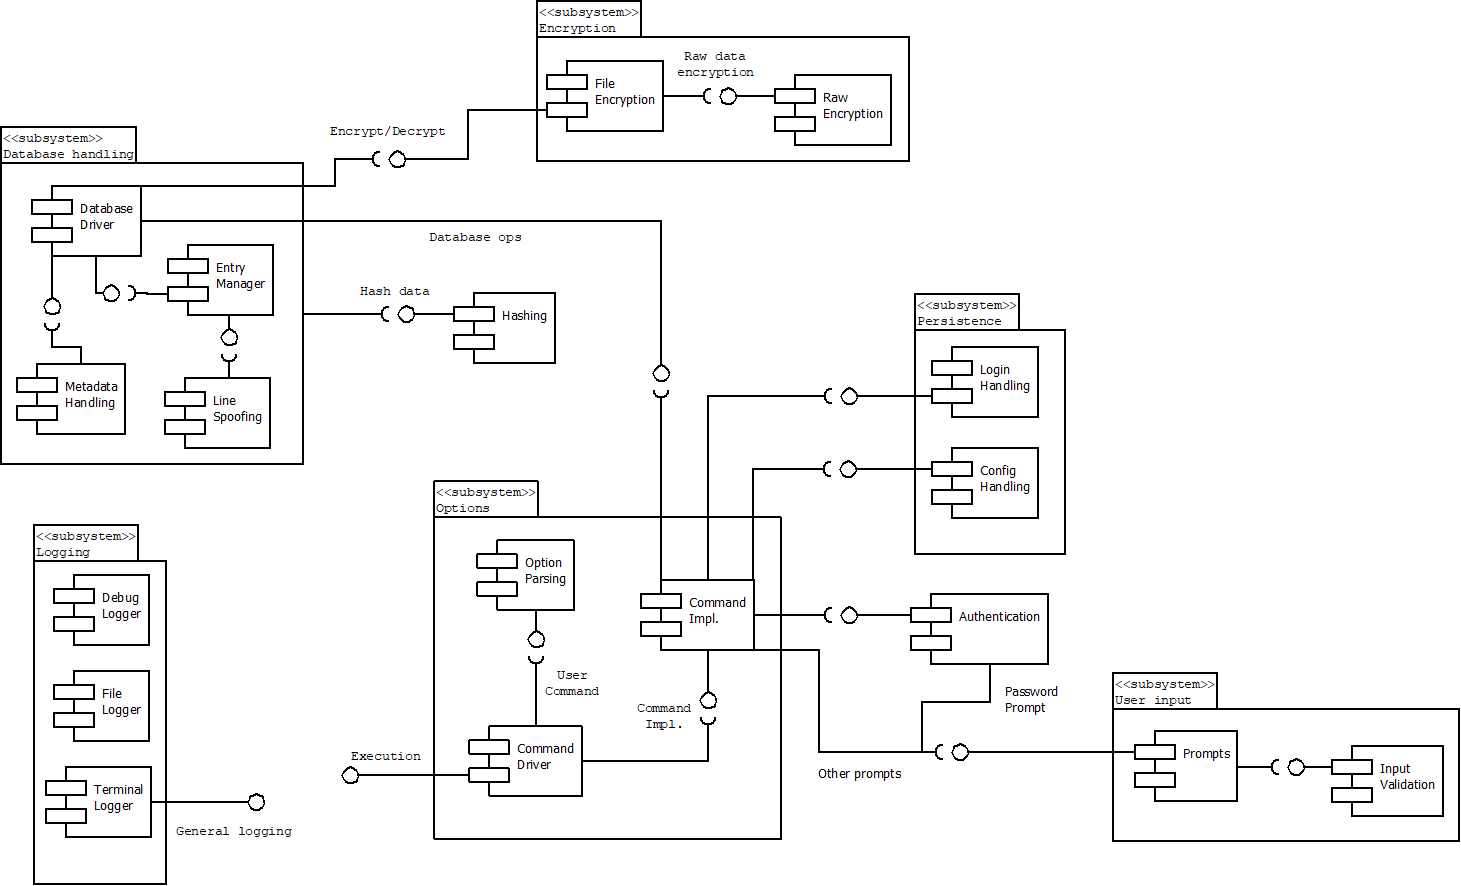 <<subsystem>>
Encryption
Raw data
encryption
File
Encryption
Raw
Encryption
Encrypt/Decrypt
<<subsystem>>
Database handling
Database
Driver
Entry
Manager
Metadata
Handling
Line
Spoofing
Database ops
Hash data
Hashing
<<subsystem>>
Persistence
Login
Handling
Config
Handling
<<subsystem>>
Options
Option
Parsing
Command
Impl.
User
Command
Command
Impl.
Command
Driver
Execution
<<subsystem>>
Logging
Debug
Logger
File
Logger
Terminal
Logger
General logging
Authentication
Password
Prompt
Other prompts
<<subsystem>>
User input
Prompts
Input
Validation